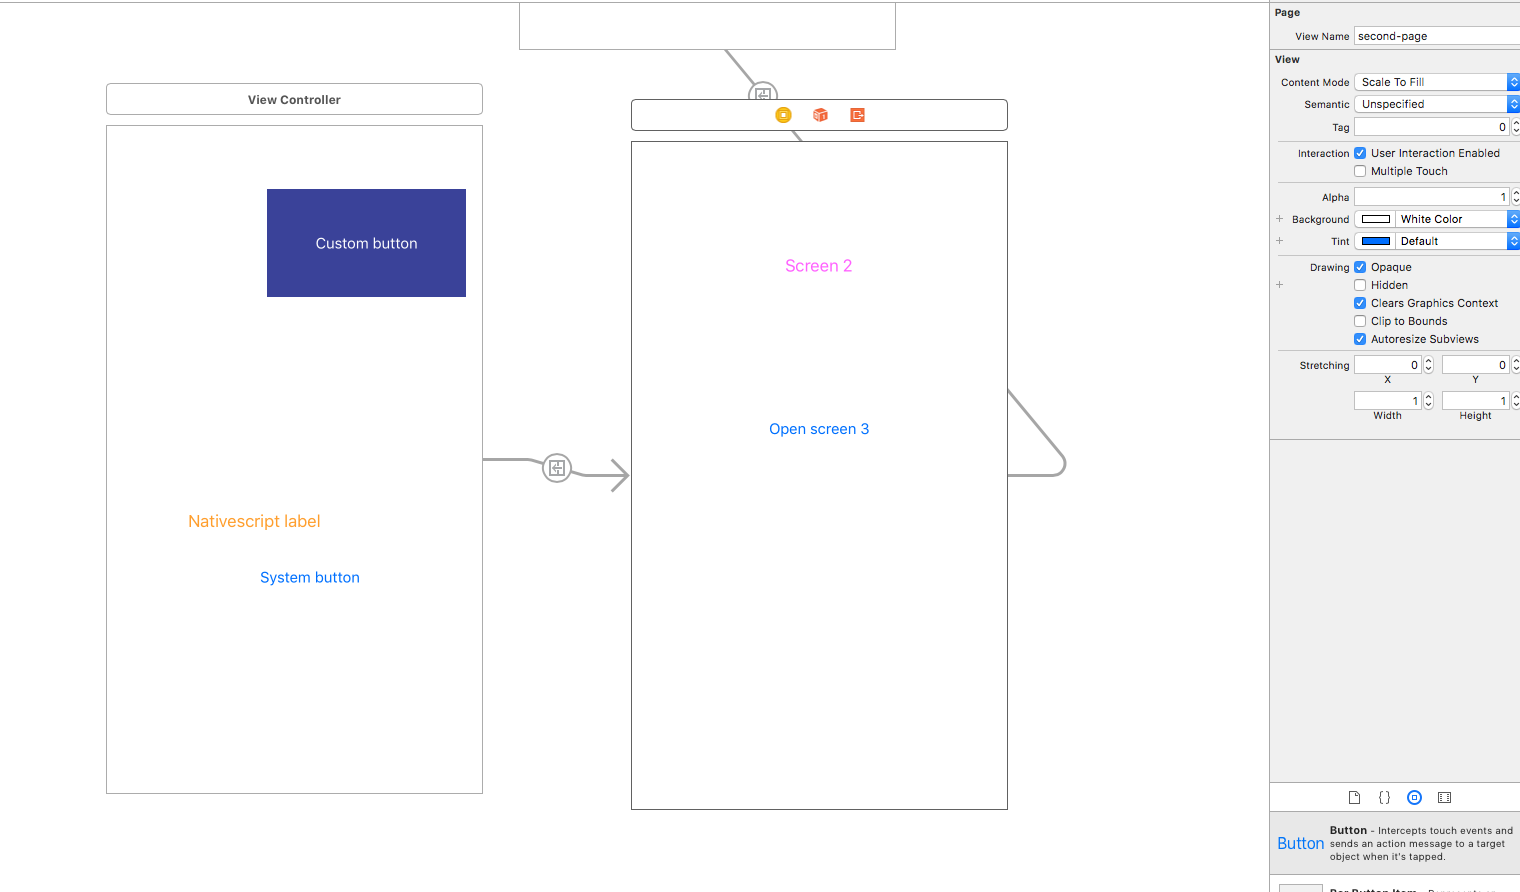 View Controller
Custom button
Nativescript label
System button
Screen 2
Open screen 3
Page
View Name second-page
View
Content Mode Scale To Fill
Semantic Unspecified
Tag 0
Interaction User Interaction Enabled
Multiple Touch
Alpha 1
+ Background White Color
+ Tint Default
Drawing Opaque
+ Hidden
Clears Graphics Context
Clip to Bounds
Autoresize Subviews
Stretching 0 0
X Y
1 1
Width Height
{}
Button Button - Intercepts touch events and
sends an action message to a target
object when it's tapped.